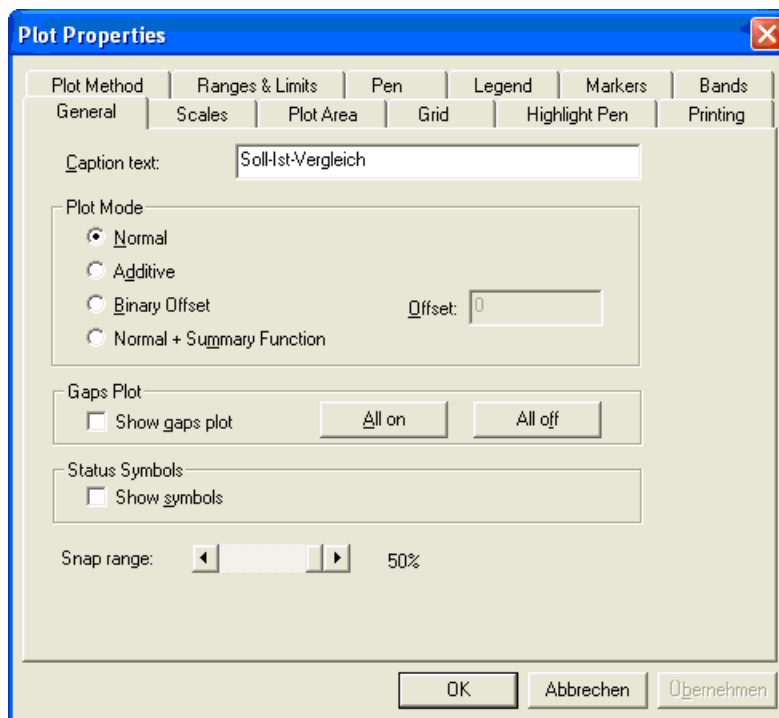 Plot Properties
Plot Method Ranges & Limits Pen Legend Markers Bands
General Scales Plot Area Grid Highlight Pen Printing
Caption text: Soll-Ist-Vergleich
Plot Mode
Normal
Additive
Binary Offset Offset: 0
Normal + Summary Function
Gaps Plot
Show gaps plot All on All off
Status Symbols
Show symbols
Snap range: 50%
OK Abbrechen Übernehmen